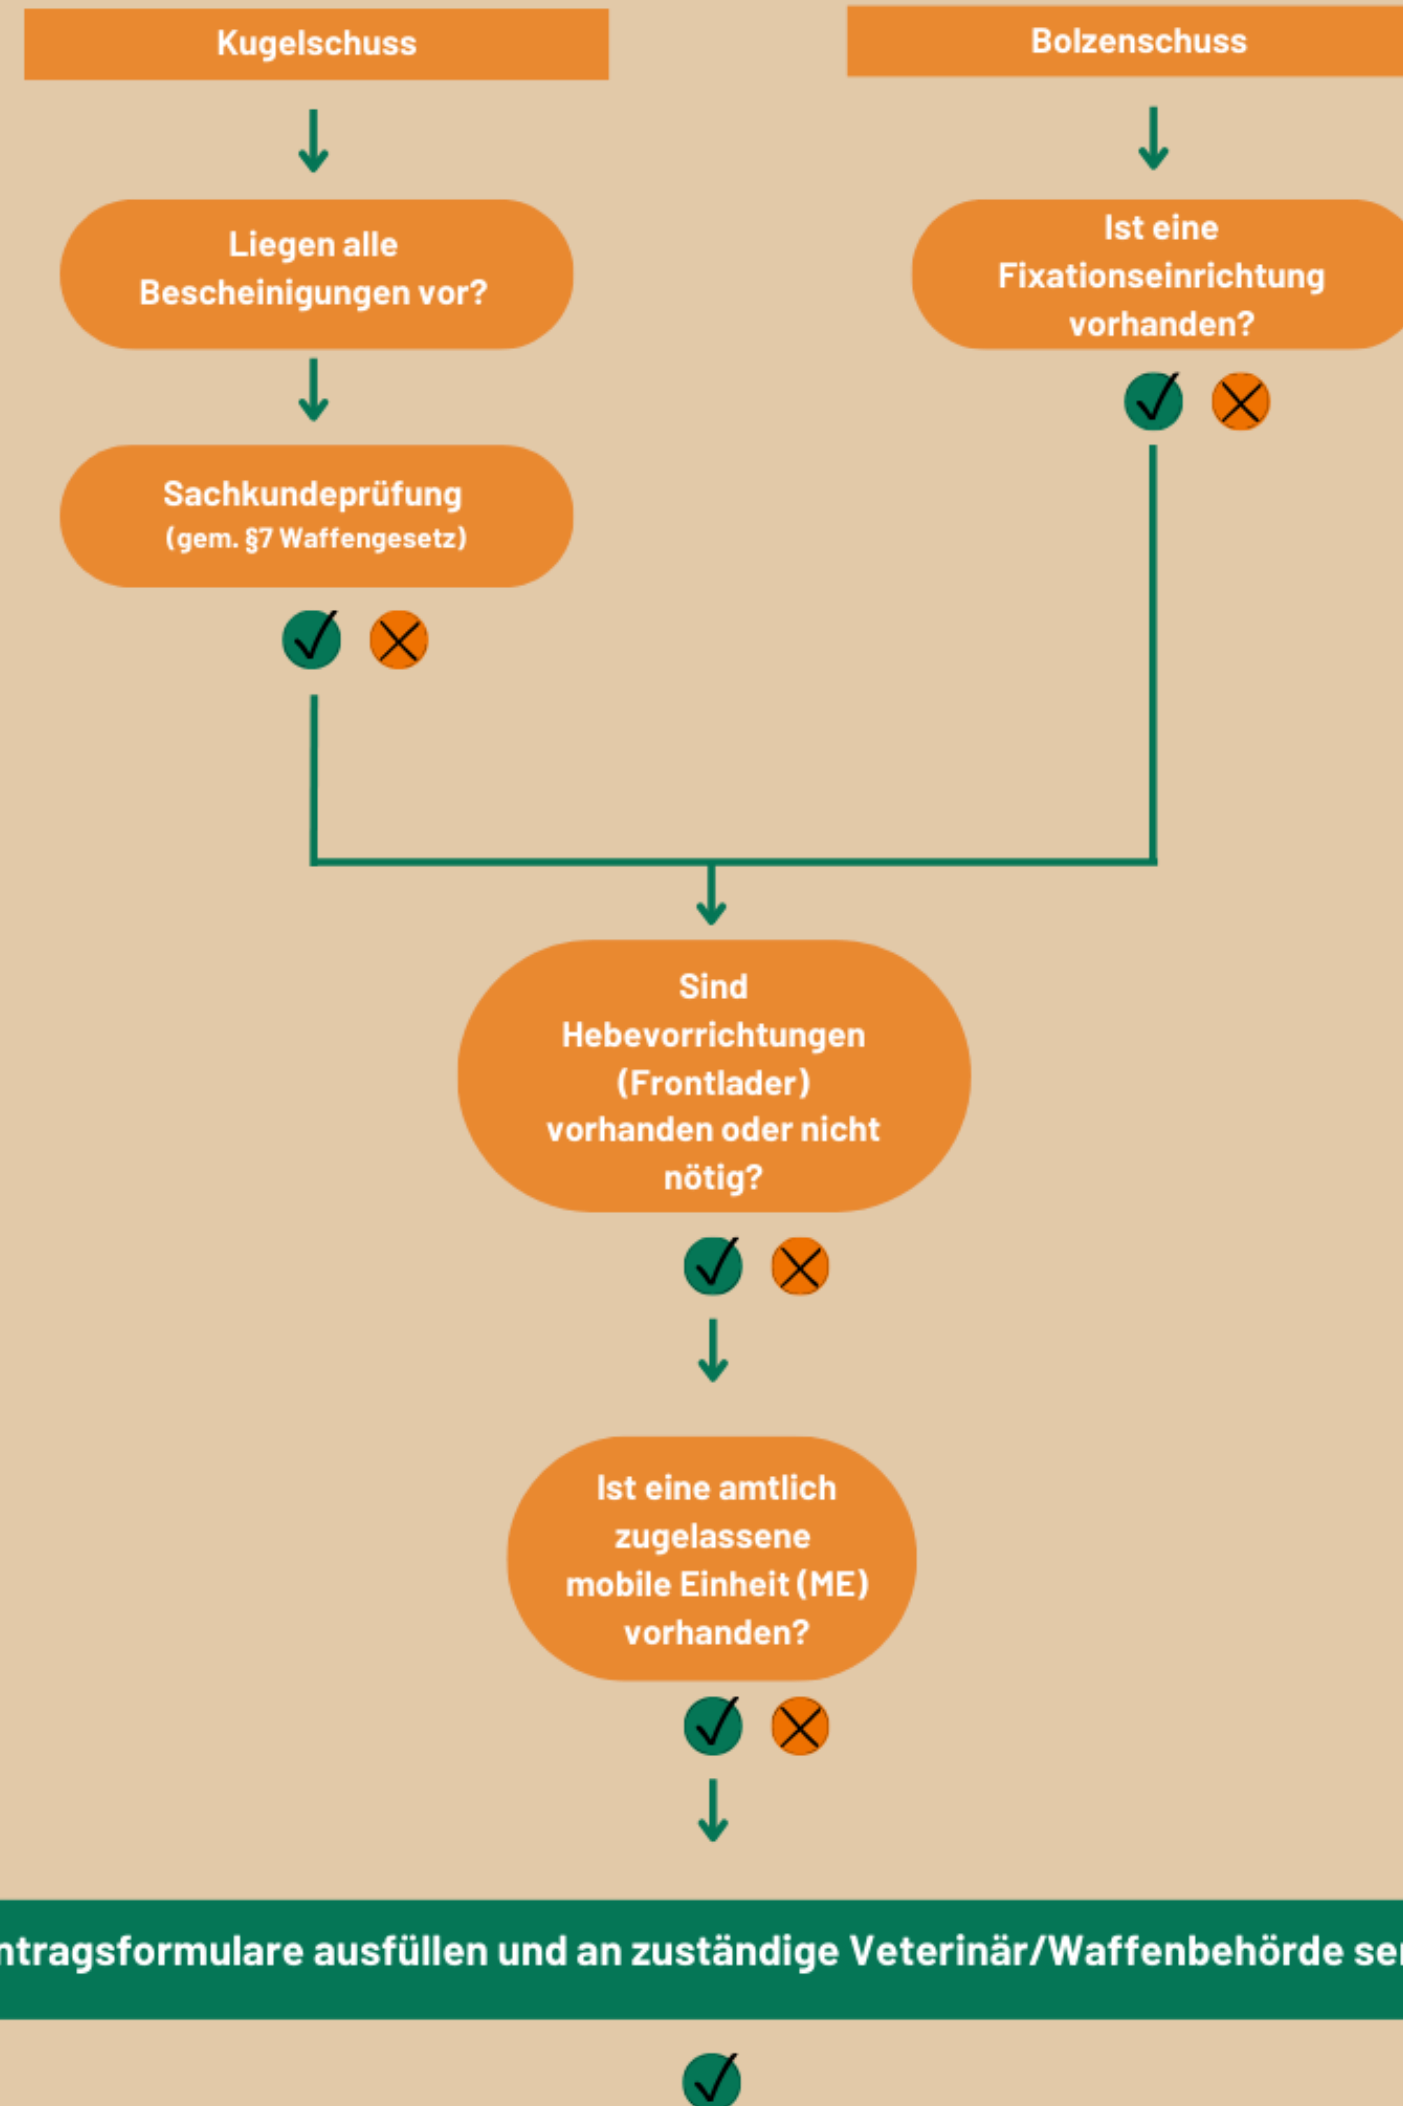 Kugelschuss
Bolzenschuss
Liegen alle
Bescheinigungen vor?
Ist eine
Fixationseinrichtung
vorhanden?
Sachkundeprüfung
(gem. §7 Waffengesetz)
Sind
Hebevorrichtungen
(Frontlader)
vorhanden oder nicht
nötig?
Ist eine amtlich
zugelassene
mobile Einheit (ME)
vorhanden?
ntragsformulare ausfüllen und an zuständige Veterinär/Waffenbehörde